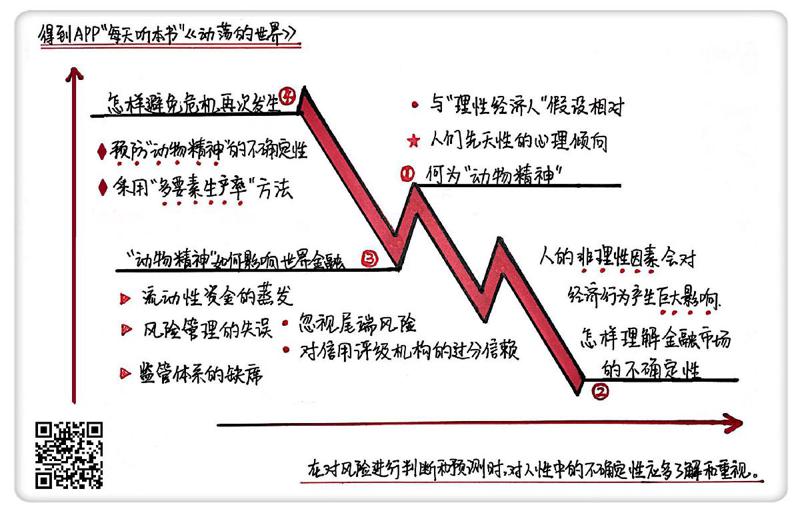 得到APP“每天听本书”《动荡的世界》
怎样避免危机再次发生④
预防“动物精神”的不确定性
采用“多要素生产率”方法
与“理性经济人”假设相对
人们先天性的心理倾向
① 何为“动物精神”
“动物精神”如何影响世界金融 ③
流动性资金的蒸发
风险管理的失误
忽视尾端风险
对信用评级机构的过分信赖
监管体系的缺席
人的非理性因素会对
经济行为产生巨大影响.
怎样理解金融市场
的不确定性
②
在对风险进行判断和预测时,对人性中的不确定性应多了解和重视。